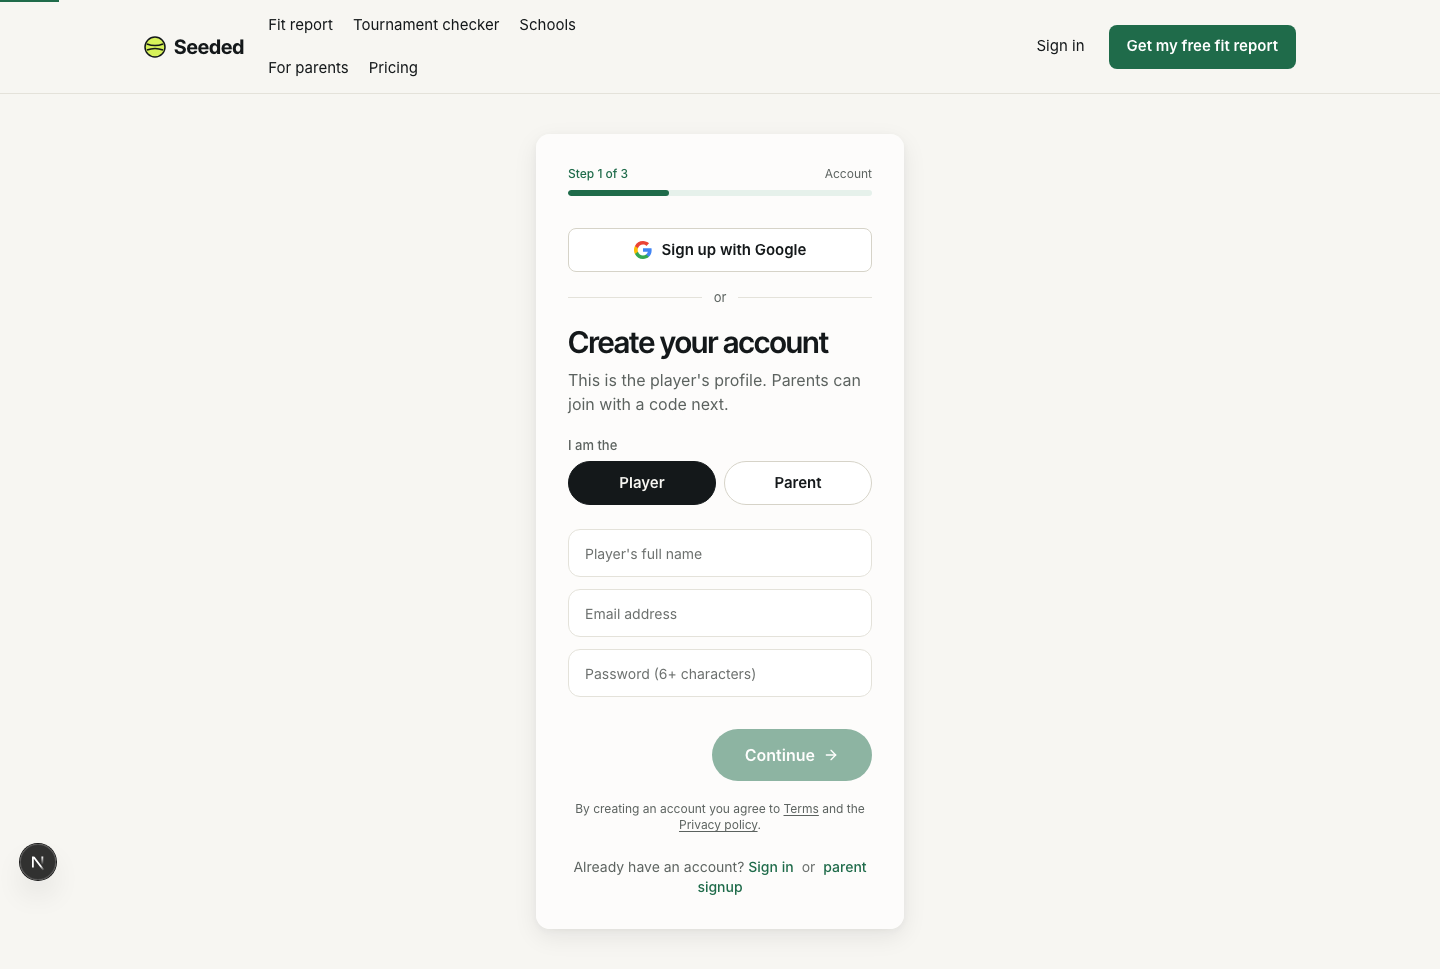 Seeded
Fit report Tournament checker Schools
For parents Pricing
Sign in
Get my free fit report
Step 1 of 3 Account
Sign up with Google
or
Create your account
This is the player's profile. Parents can
join with a code next.
I am the
Player Parent
Player's full name
Email address
Password (6+ characters)
Continue →
By creating an account you agree to Terms and the
Privacy policy.
Already have an account? Sign in or parent
signup
N